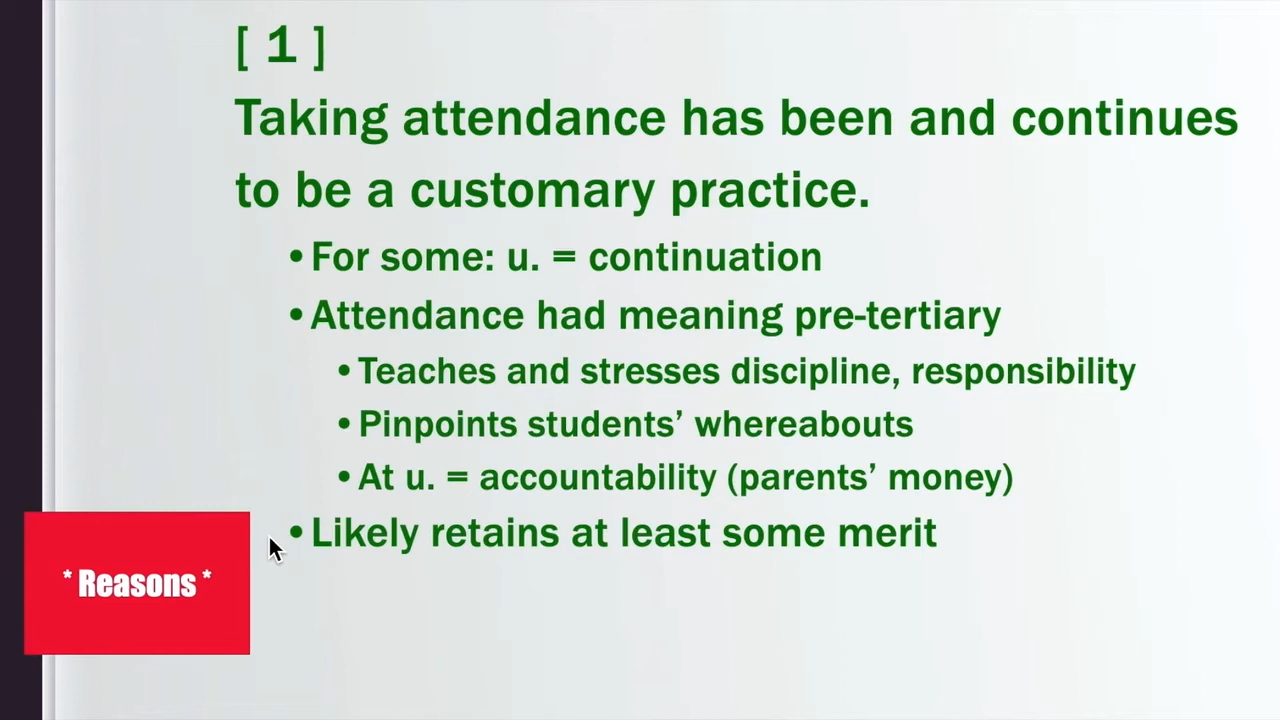 [ 1 ]
Taking attendance has been and continues
to be a customary practice.
•For some: u. = continuation
•Attendance had meaning pre-tertiary
•Teaches and stresses discipline, responsibility
•Pinpoints students’ whereabouts
•At u. = accountability (parents’ money)
•Likely retains at least some merit
* Reasons *